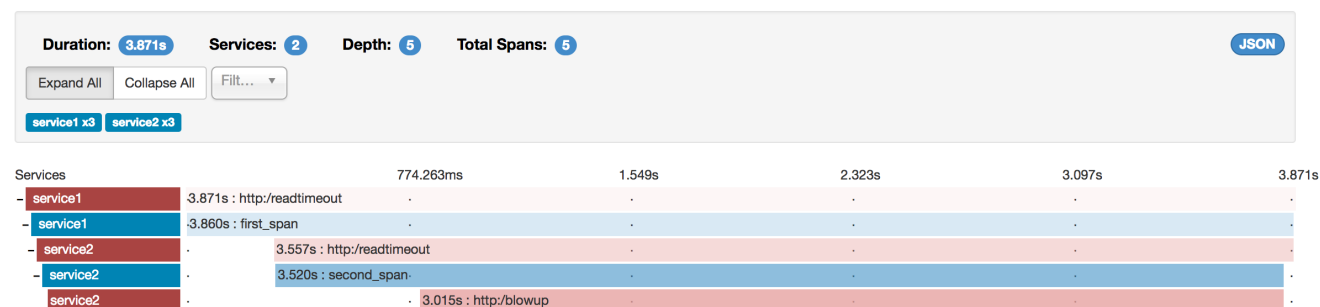 Duration: 3.871s Services: 2 Depth: 5 Total Spans: 5 JSON
Expand All Collapse All Filt...
service1 x3 service2 x3
Services 774.263ms 1.549s 2.323s 3.097s 3.871s
- service1 3.871s : http:/readtimeout
- service1 3.860s : first_span
- service2 3.557s : http:/readtimeout
- service2 3.520s : second_span
service2 3.015s : http:/blowup